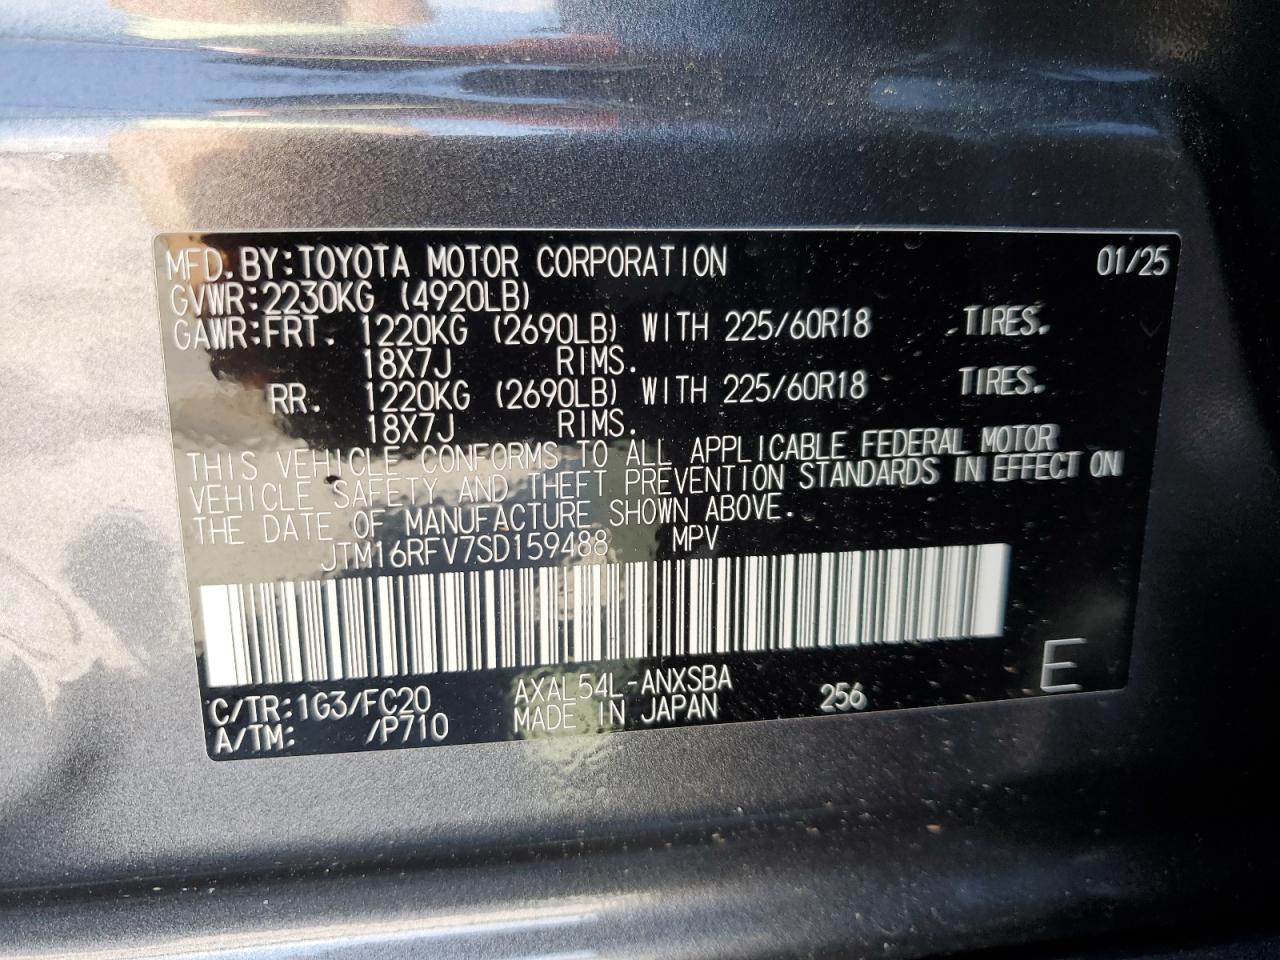 MFD. BY:TOYOTA MOTOR CORPORATION 01/25
GVWR:2230KG (4920LB)
GAWR:FRT. 1220KG (2690LB) WITH 225/60R18 TIRES.
18X7J RIMS.
RR. 1220KG (2690LB) WITH 225/60R18 TIRES.
18X7J RIMS.
THIS VEHICLE CONFORMS TO ALL APPLICABLE FEDERAL MOTOR
VEHICLE SAFETY AND THEFT PREVENTION STANDARDS IN EFFECT ON
THE DATE OF MANUFACTURE SHOWN ABOVE.
JTM16RFV7SD159488 MPV
C/TR:1G3/FC20 AXAL54L-ANXSBA 256 E
A/TM: /P710 MADE IN JAPAN